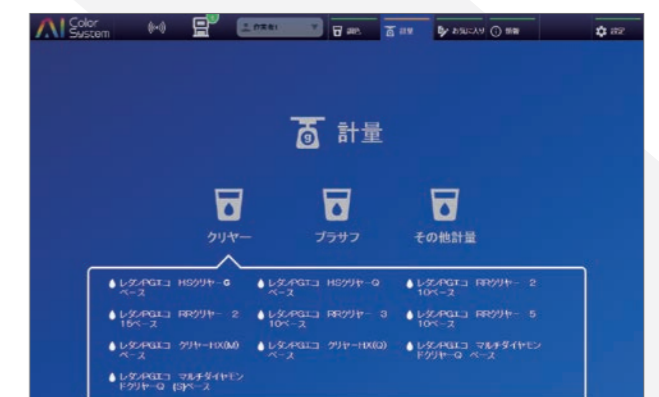 AI Color System
作業者1
調色
計量
お気に入り
情報
設定
計量
クリヤー
プラサフ
その他計量
レタンPGエコ HSクリヤーG
ベース
レタンPGエコ HSクリヤーQ
ベース
レタンPGエコ RRクリヤー 2
10ベース
レタンPGエコ RRクリヤー 2
15ベース
レタンPGエコ RRクリヤー 3
10ベース
レタンPGエコ RRクリヤー 5
10ベース
レタンPGエコ クリヤーHX(M)
ベース
レタンPGエコ クリヤーHX(Q)
ベース
レタンPGエコ マルチダイヤモン
ドクリヤーQ ベース
レタンPGエコ マルチダイヤモン
ドクリヤーQ (S)ベース